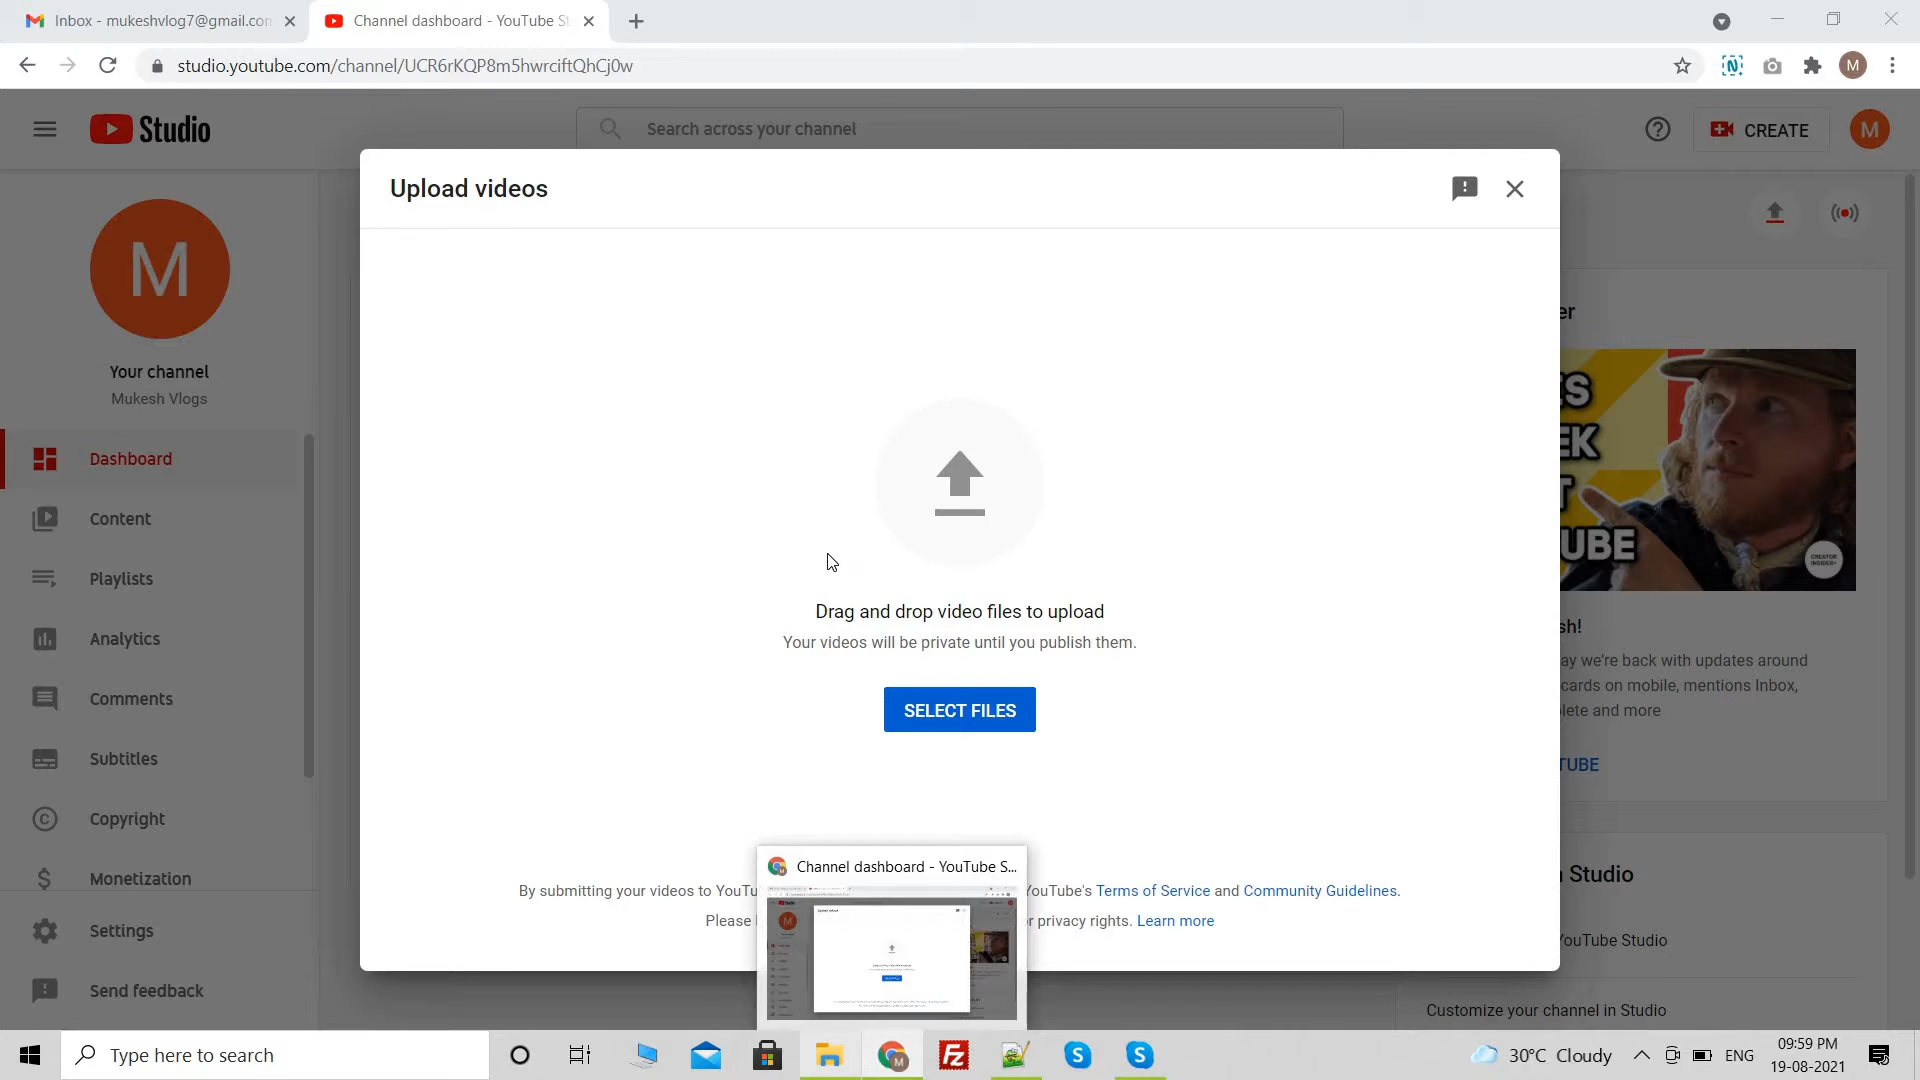 Inbox - mukeshvlog7@gmail.con
Channel dashboard - YouTube St
studio.youtube.com/channel/UCR6rKQP8m5hwrciftQhCj0w
M
Studio
Search across your channel
CREATE
M
Upload videos
M
Your channel
Mukesh Vlogs
Dashboard
Content
Playlists
Analytics
Comments
Subtitles
Copyright
Monetization
Settings
Send feedback
Drag and drop video files to upload
Your videos will be private until you publish them.
SELECT FILES
By submitting your videos to YouTu
YouTube's Terms of Service and Community Guidelines.
Please
r privacy rights. Learn more
Channel dashboard - YouTube S...
er
S
EK
T
UBE
CREATOR
INSIDER
sh!
ay we're back with updates around
cards on mobile, mentions Inbox,
lete and more
TUBE
Studio
YouTube Studio
Customize your channel in Studio
Type here to search
30°C Cloudy
ENG
09:59 PM
19-08-2021